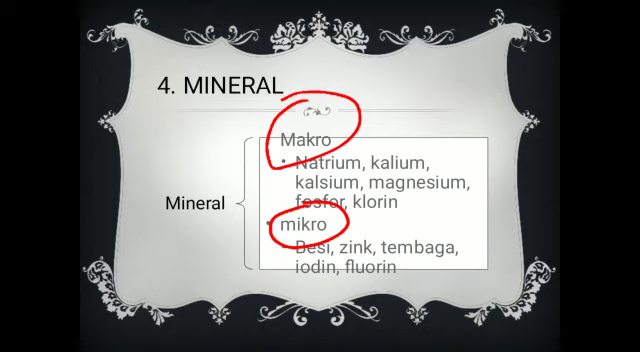 4. MINERAL
Makro
• Natrium, kalium,
kalsium, magnesium,
fosfor, klorin
Mineral
• mikro
– Besi, zink, tembaga,
iodin, fluorin